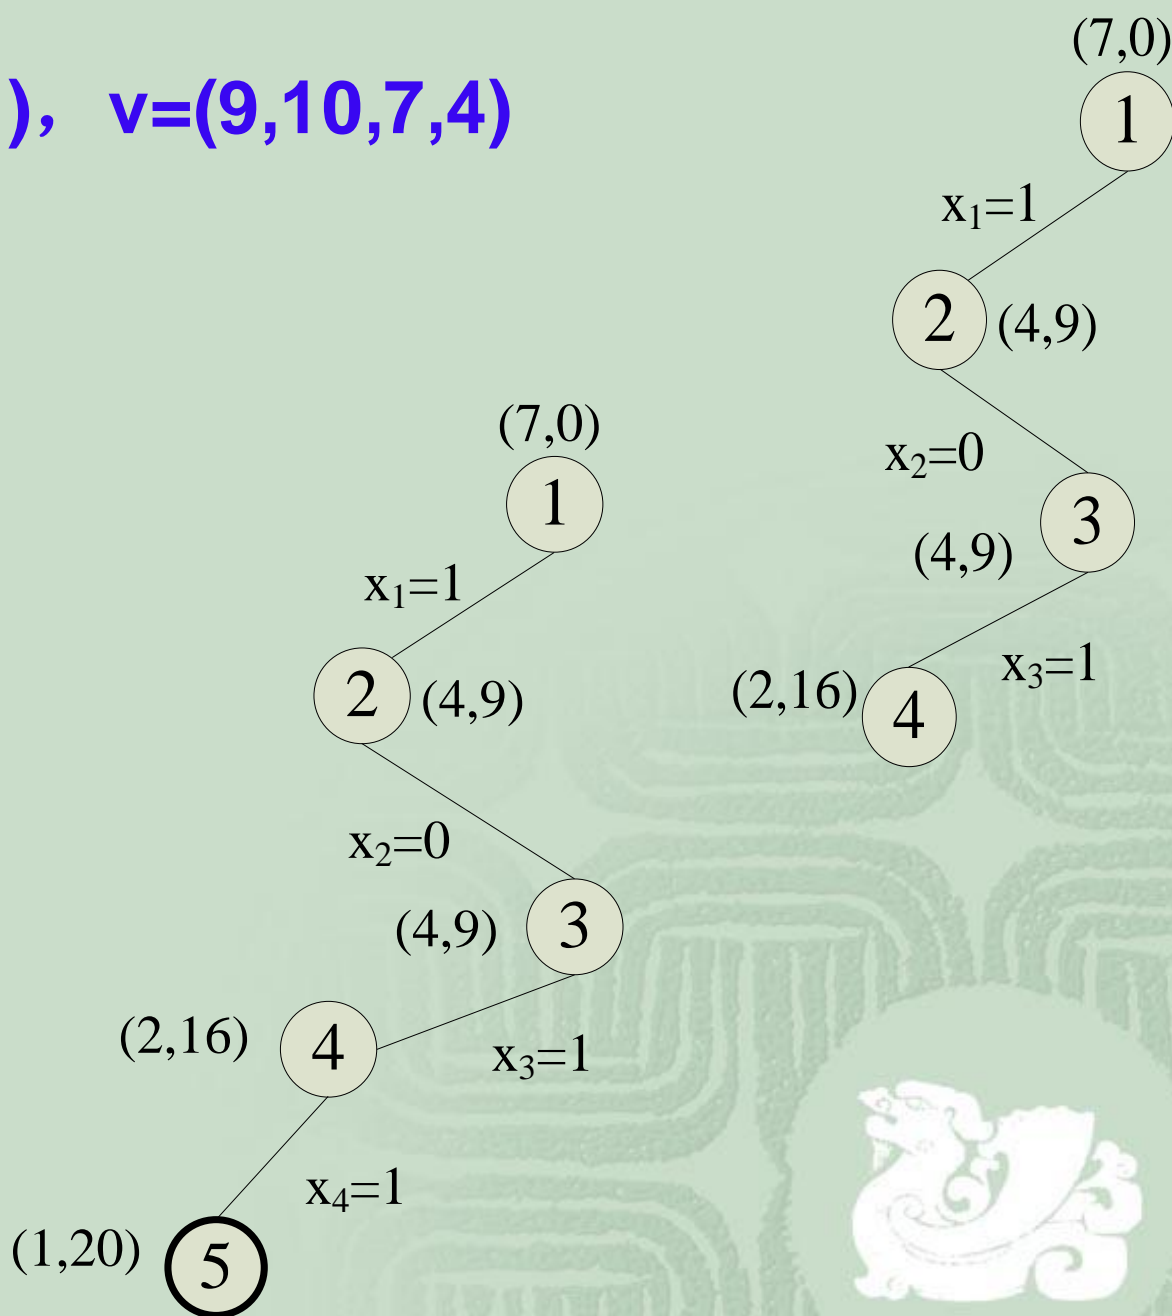 )，v=(9,10,7,4)
(7,0)
1
x₁=1
2 (4,9)
x₂=0
(4,9) 3
x₃=1
(2,16) 4
(7,0)
1
x₁=1
2 (4,9)
x₂=0
(4,9) 3
(2,16) 4
x₃=1
x₄=1
(1,20) 5